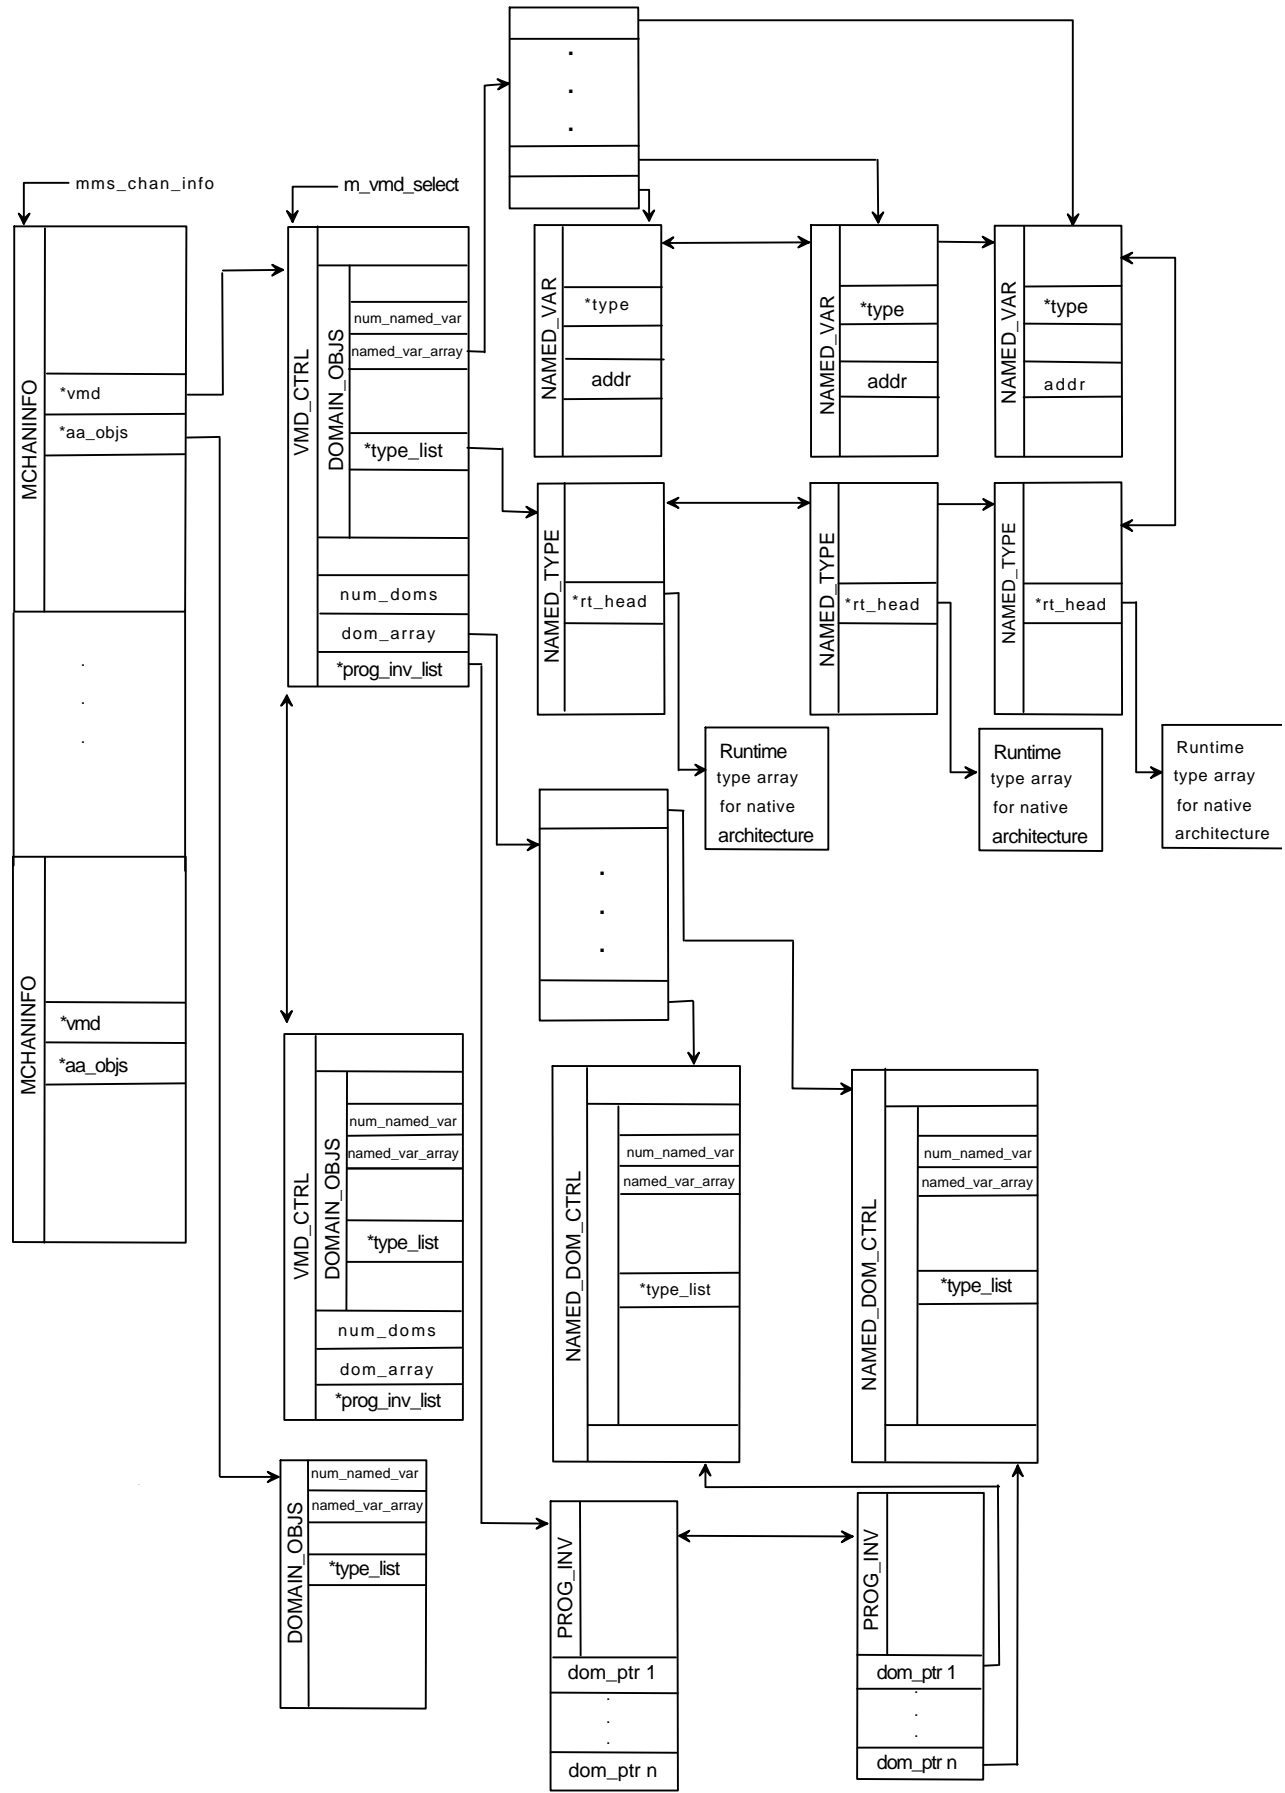 mms_chan_info
m_vmd_select
MCHANINFO
*vmd
*aa_objs
.
.
.
MCHANINFO
*vmd
*aa_objs
VMD_CTRL
DOMAIN_OBJS
num_named_var
named_var_array
*type_list
num_doms
dom_array
*prog_inv_list
VMD_CTRL
DOMAIN_OBJS
num_named_var
named_var_array
*type_list
num_doms
dom_array
*prog_inv_list
DOMAIN_OBJS
num_named_var
named_var_array
*type_list
.
.
.
NAMED_VAR
*type
addr
NAMED_VAR
*type
addr
NAMED_VAR
*type
addr
NAMED_TYPE
*rt_head
NAMED_TYPE
*rt_head
NAMED_TYPE
*rt_head
Runtime
type array
for native
architecture
Runtime
type array
for native
architecture
Runtime
type array
for native
architecture
.
.
.
NAMED_DOM_CTRL
num_named_var
named_var_array
*type_list
NAMED_DOM_CTRL
num_named_var
named_var_array
*type_list
PROG_INV
dom_ptr 1
.
.
.
dom_ptr n
PROG_INV
dom_ptr 1
.
.
.
dom_ptr n